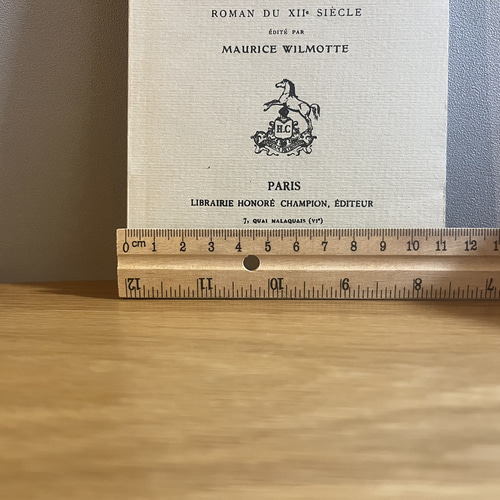 ROMAN DU XIIe SIÈCLE
ÉDITÉ PAR
MAURICE WILMOTTE
H.C
PARIS
LIBRAIRIE HONORÉ CHAMPION, ÉDITEUR
7, QUAI MALAQUAIS (VIe)
0 cm 1 2 3 4 5 6 7 8 9 10 11 12 1
12 11 10 9 8 7